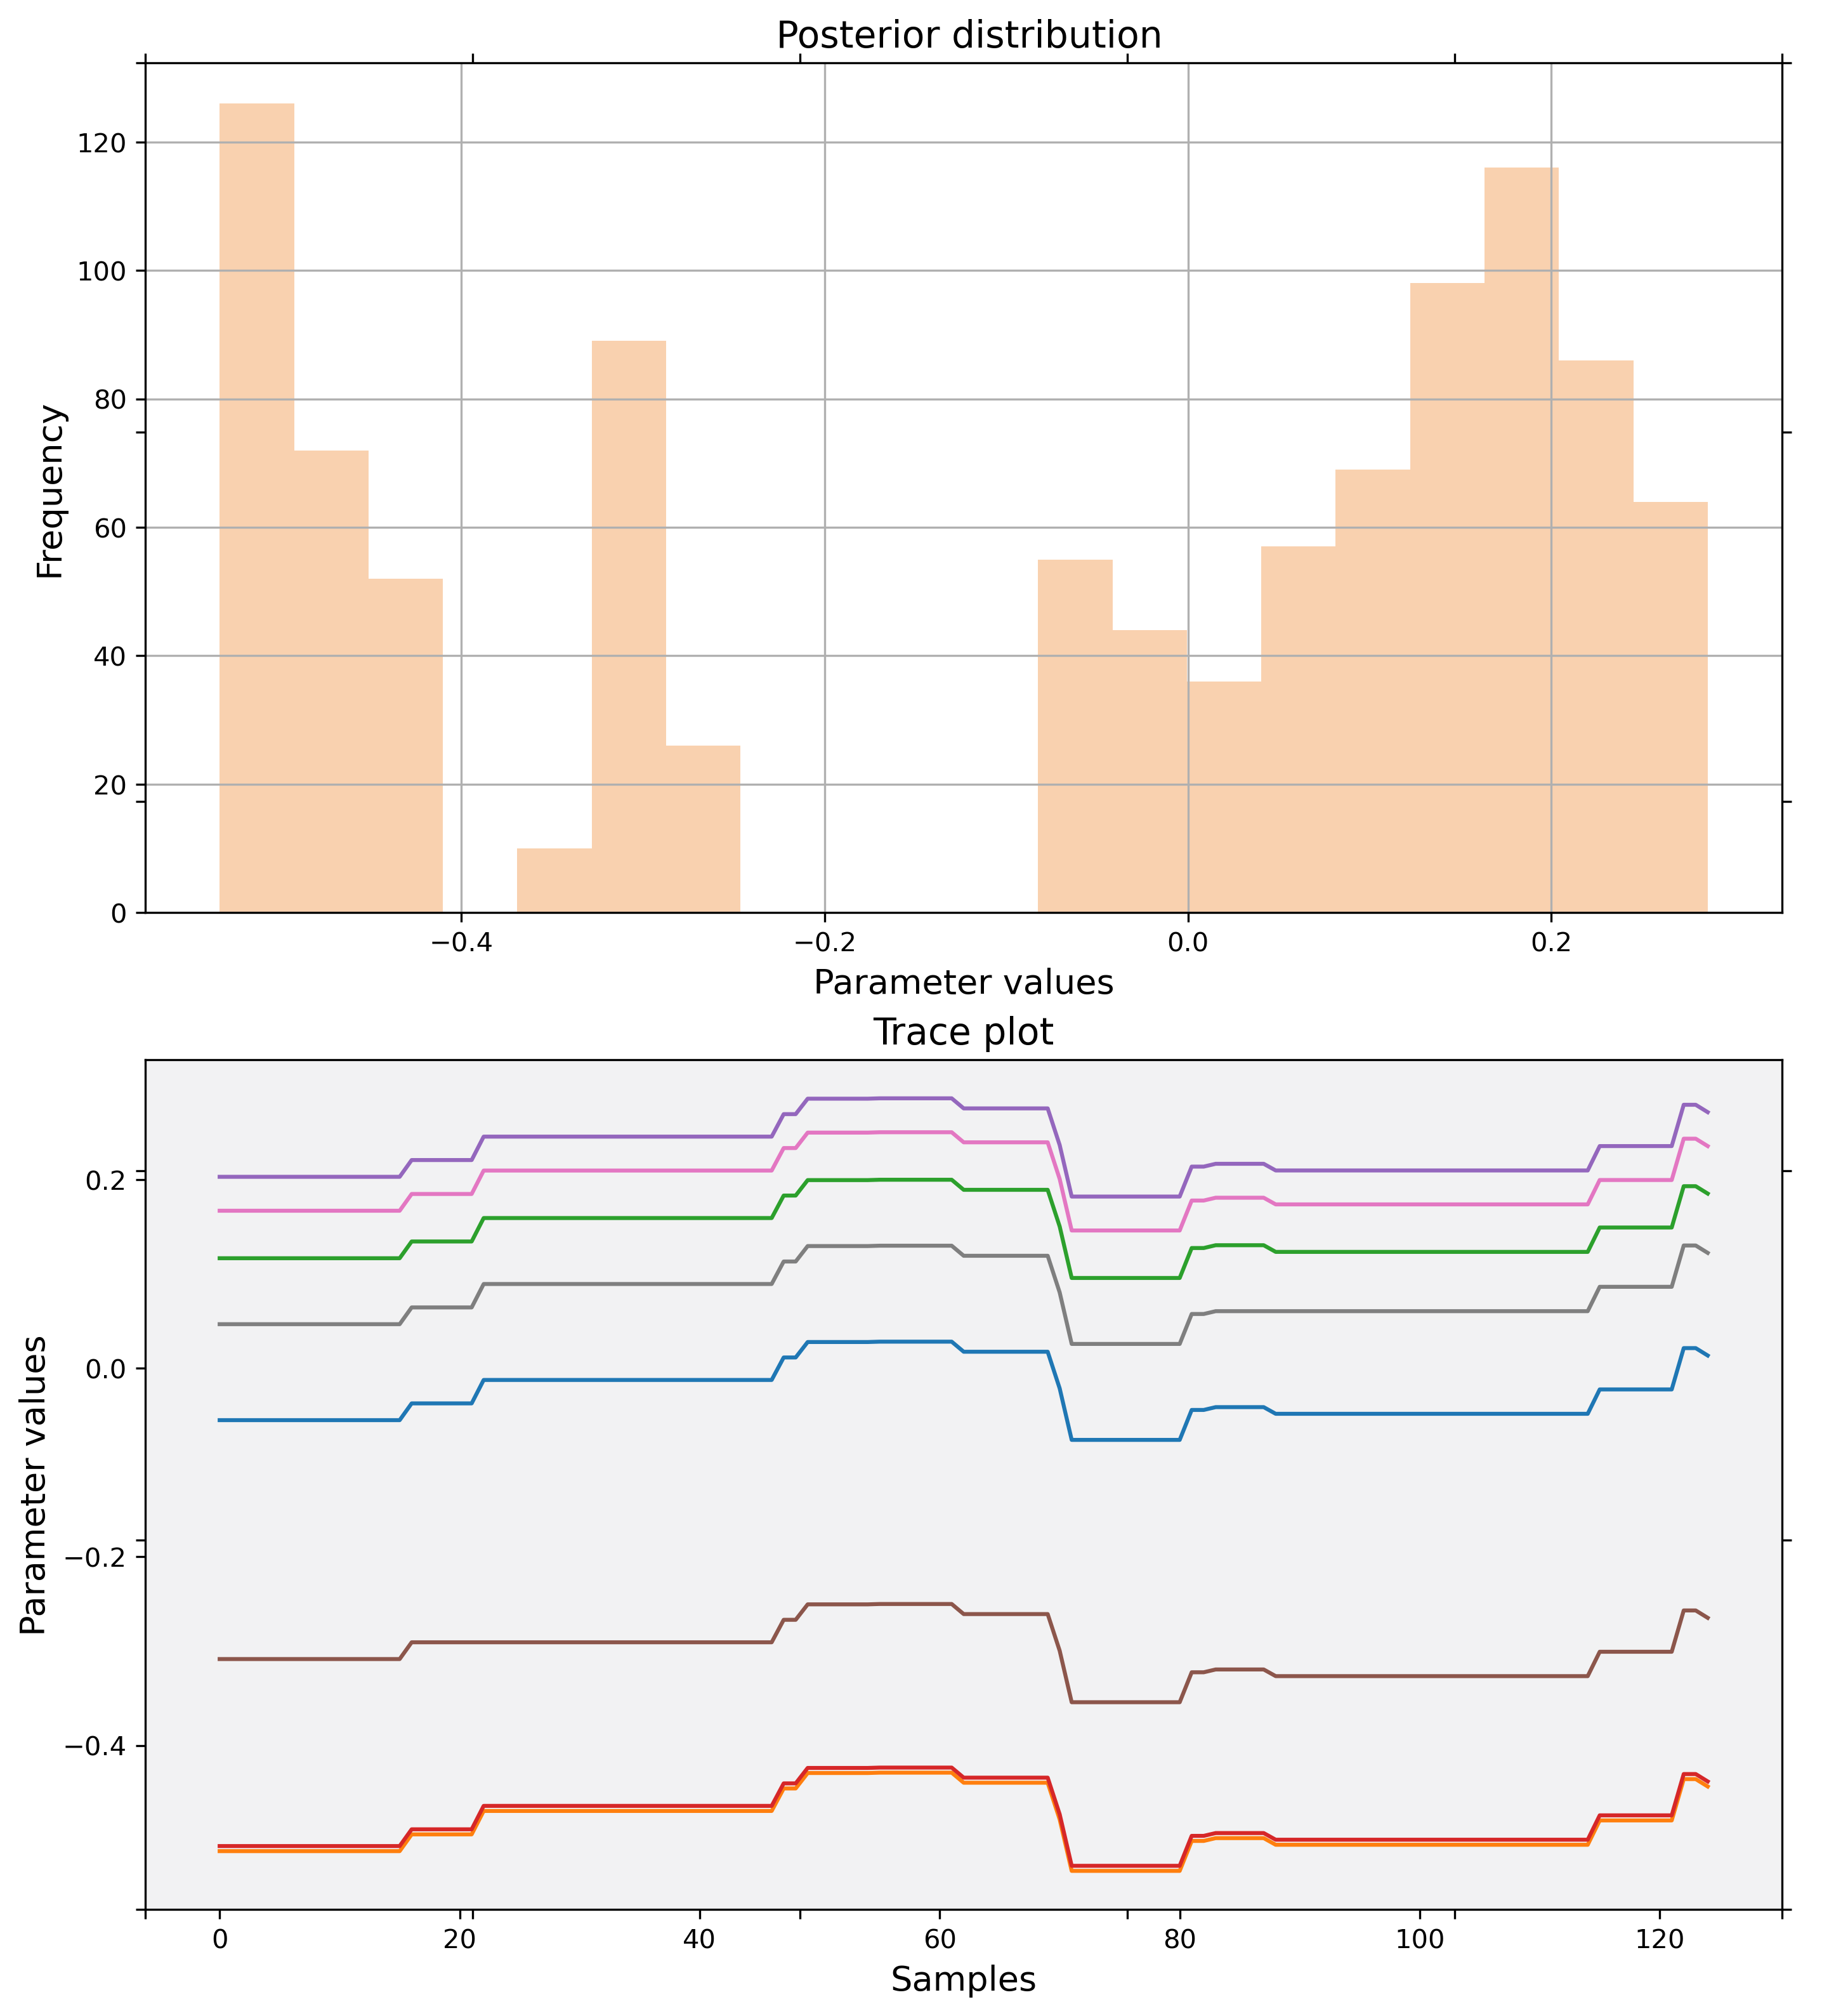 Posterior distribution
120
100
80
60
40
20
0
Frequency
−0.4 −0.2 0.0 0.2
Parameter values
Trace plot
0.2
0.0
−0.2
−0.4
Parameter values
0 20 40 60 80 100 120
Samples